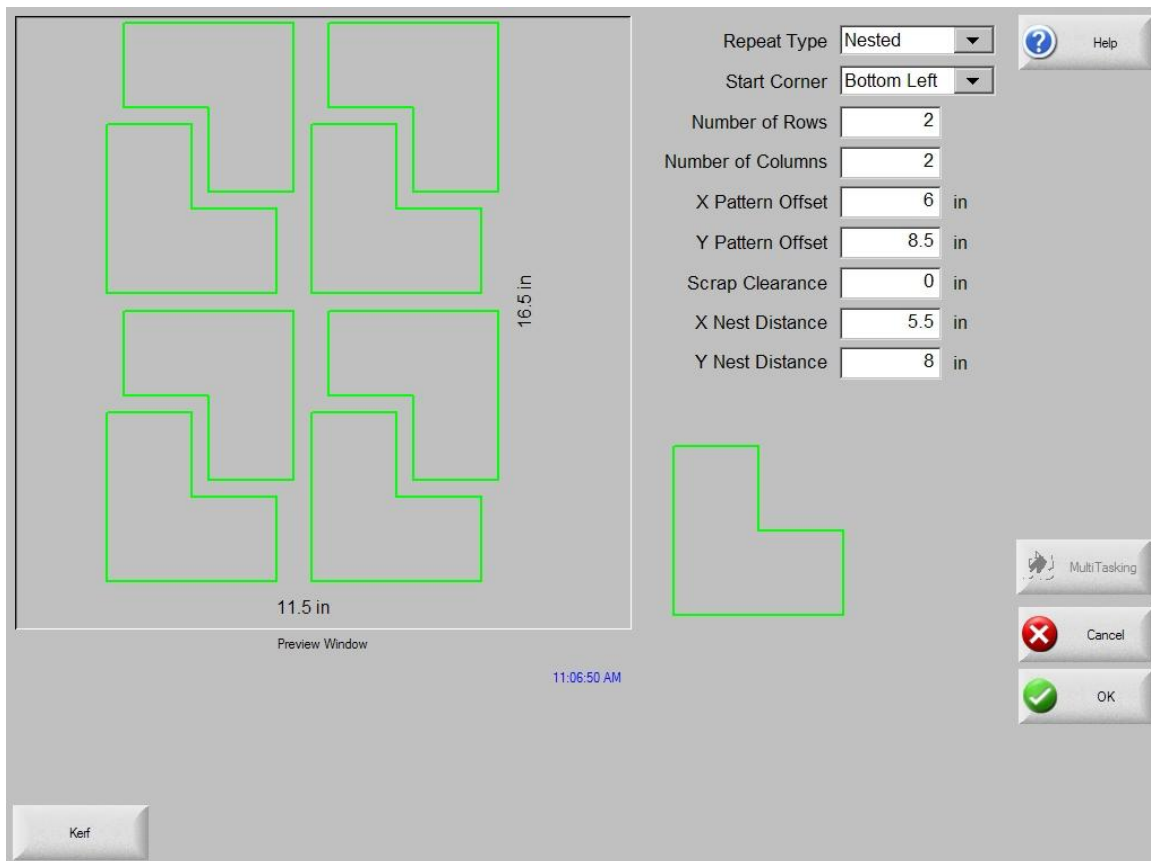 Repeat Type Nested
Help
Start Corner Bottom Left
Number of Rows 2
Number of Columns 2
X Pattern Offset 6 in
Y Pattern Offset 8.5 in
Scrap Clearance 0 in
X Nest Distance 5.5 in
Y Nest Distance 8 in
16.5 in
11.5 in
Preview Window
11:06:50 AM
MultiTasking
Cancel
OK
Kerf